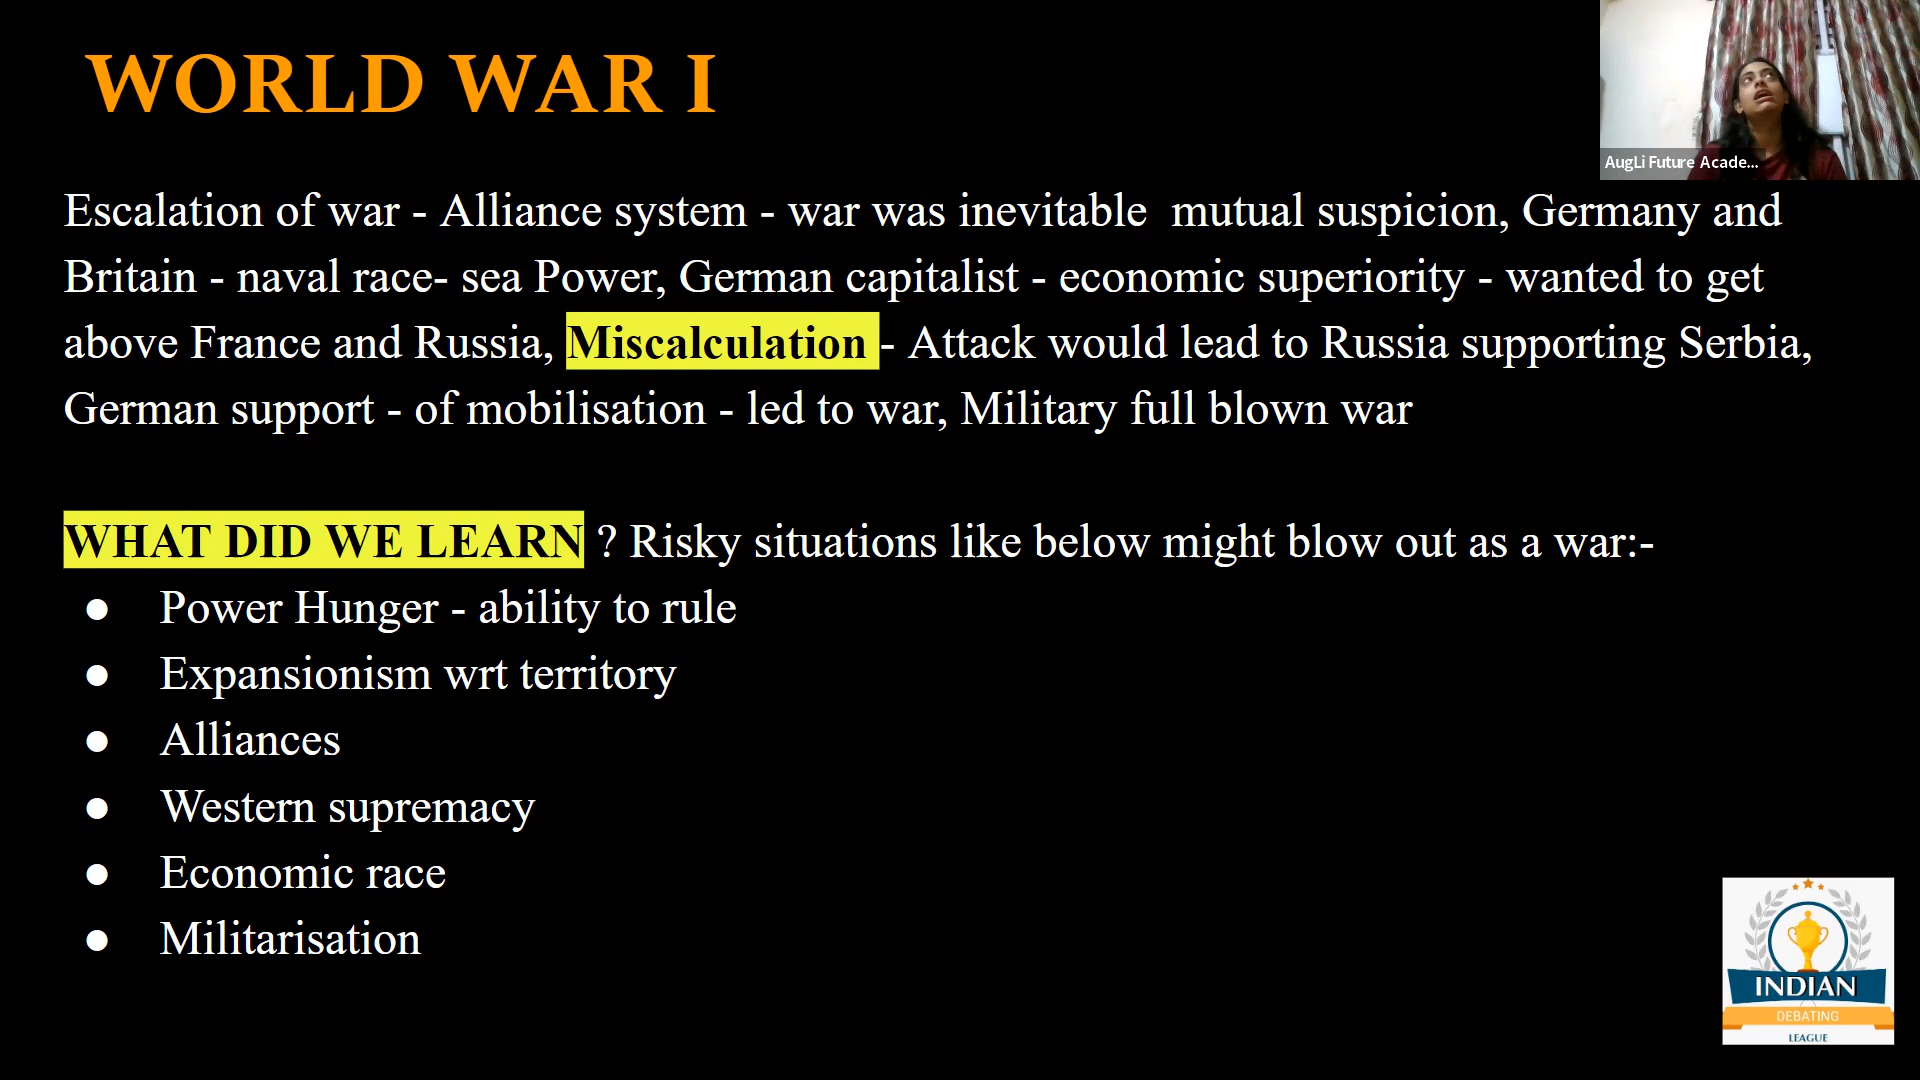 WORLD WAR I
AugLi Future Acade...
Escalation of war - Alliance system - war was inevitable  mutual suspicion, Germany and
Britain - naval race- sea Power, German capitalist - economic superiority - wanted to get
above France and Russia, Miscalculation - Attack would lead to Russia supporting Serbia,
German support - of mobilisation - led to war, Military full blown war
WHAT DID WE LEARN ? Risky situations like below might blow out as a war:-
● Power Hunger - ability to rule
● Expansionism wrt territory
● Alliances
● Western supremacy
● Economic race
● Militarisation
INDIAN
DEBATING
LEAGUE